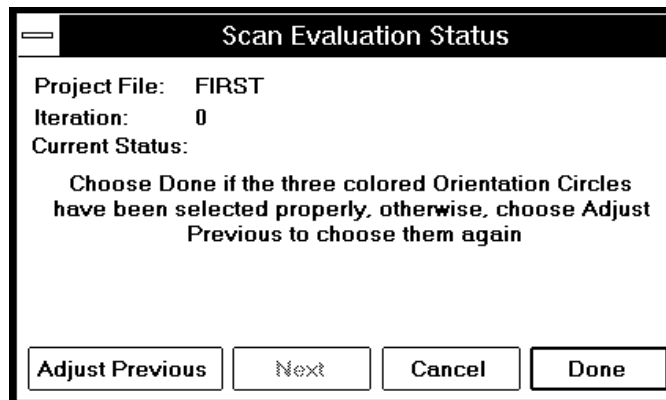 Scan Evaluation Status
Project File: FIRST
Iteration: 0
Current Status:
Choose Done if the three colored Orientation Circles
have been selected properly, otherwise, choose Adjust
Previous to choose them again
Adjust Previous Next Cancel Done